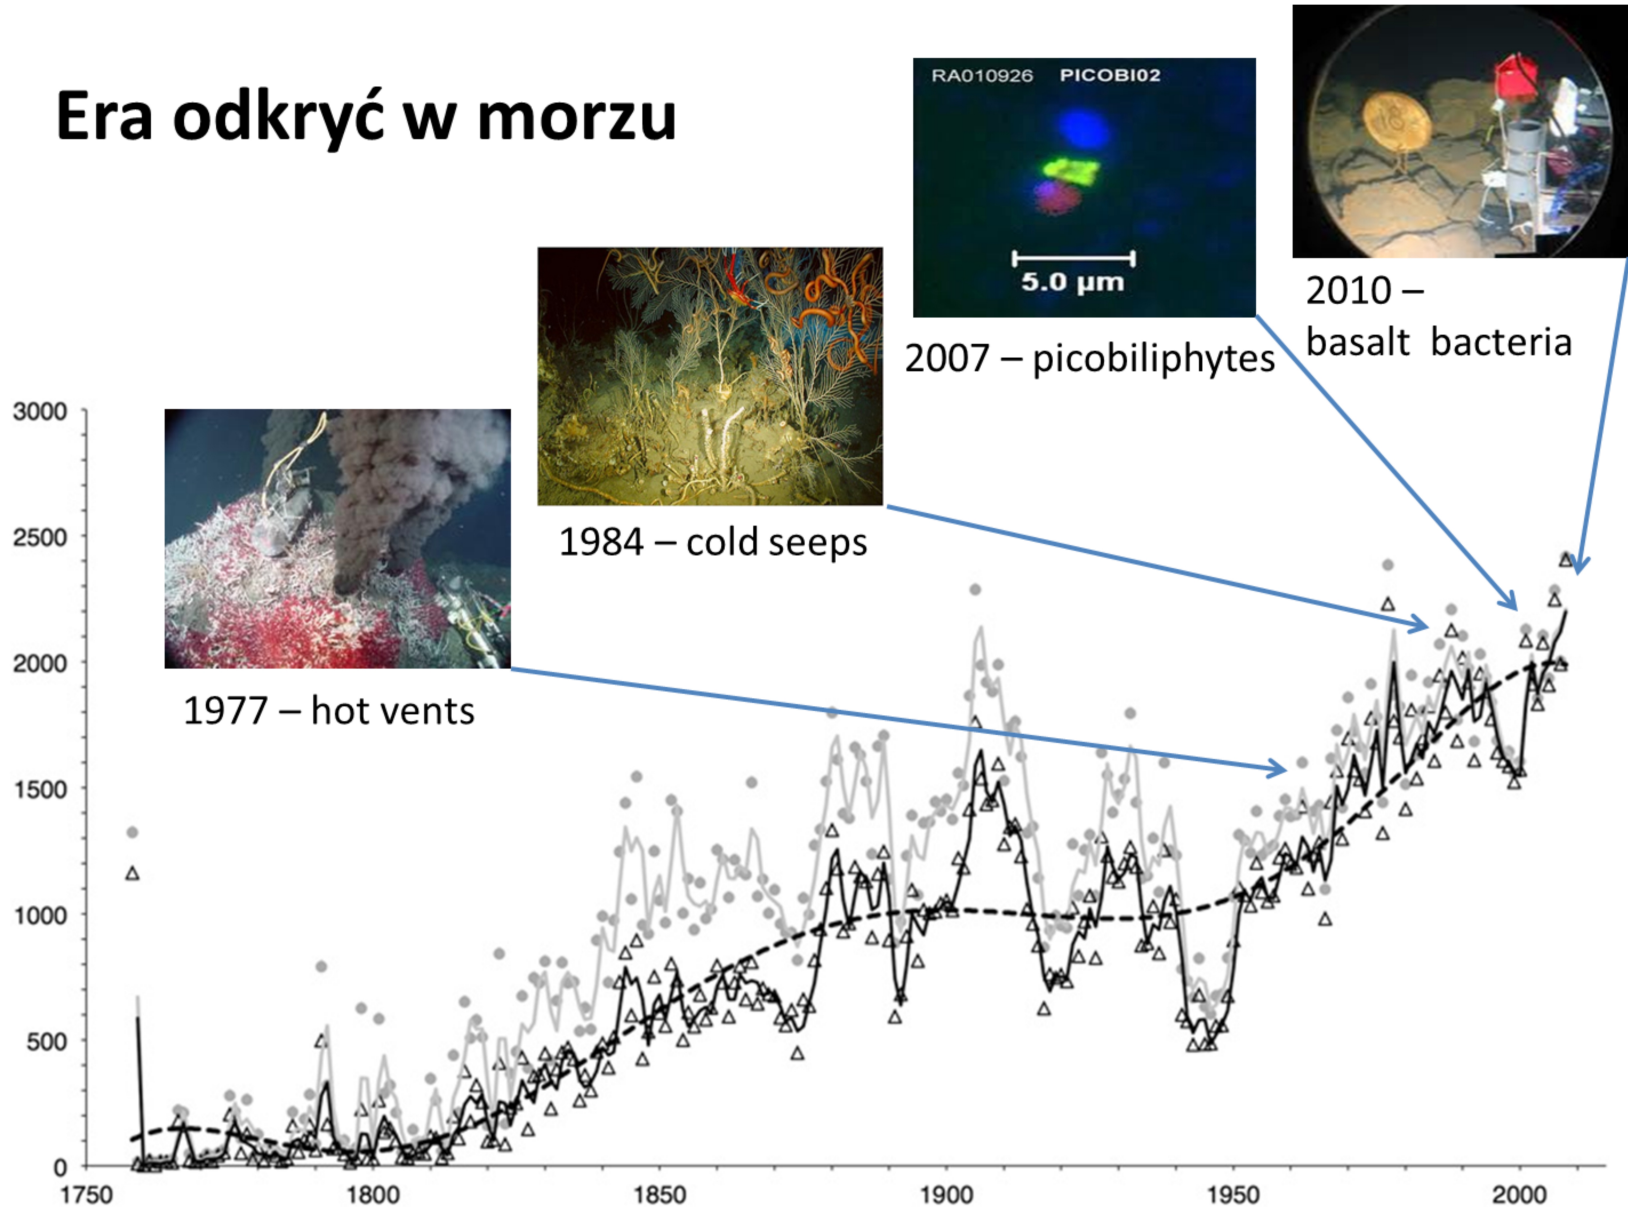 Era odkryć w morzu
RA010926 PICOBI02
5.0 µm
2010 –
basalt bacteria
2007 – picobiliphytes
1984 – cold seeps
1977 – hot vents
3000
2500
2000
1500
1000
500
0
1750 1800 1850 1900 1950 2000